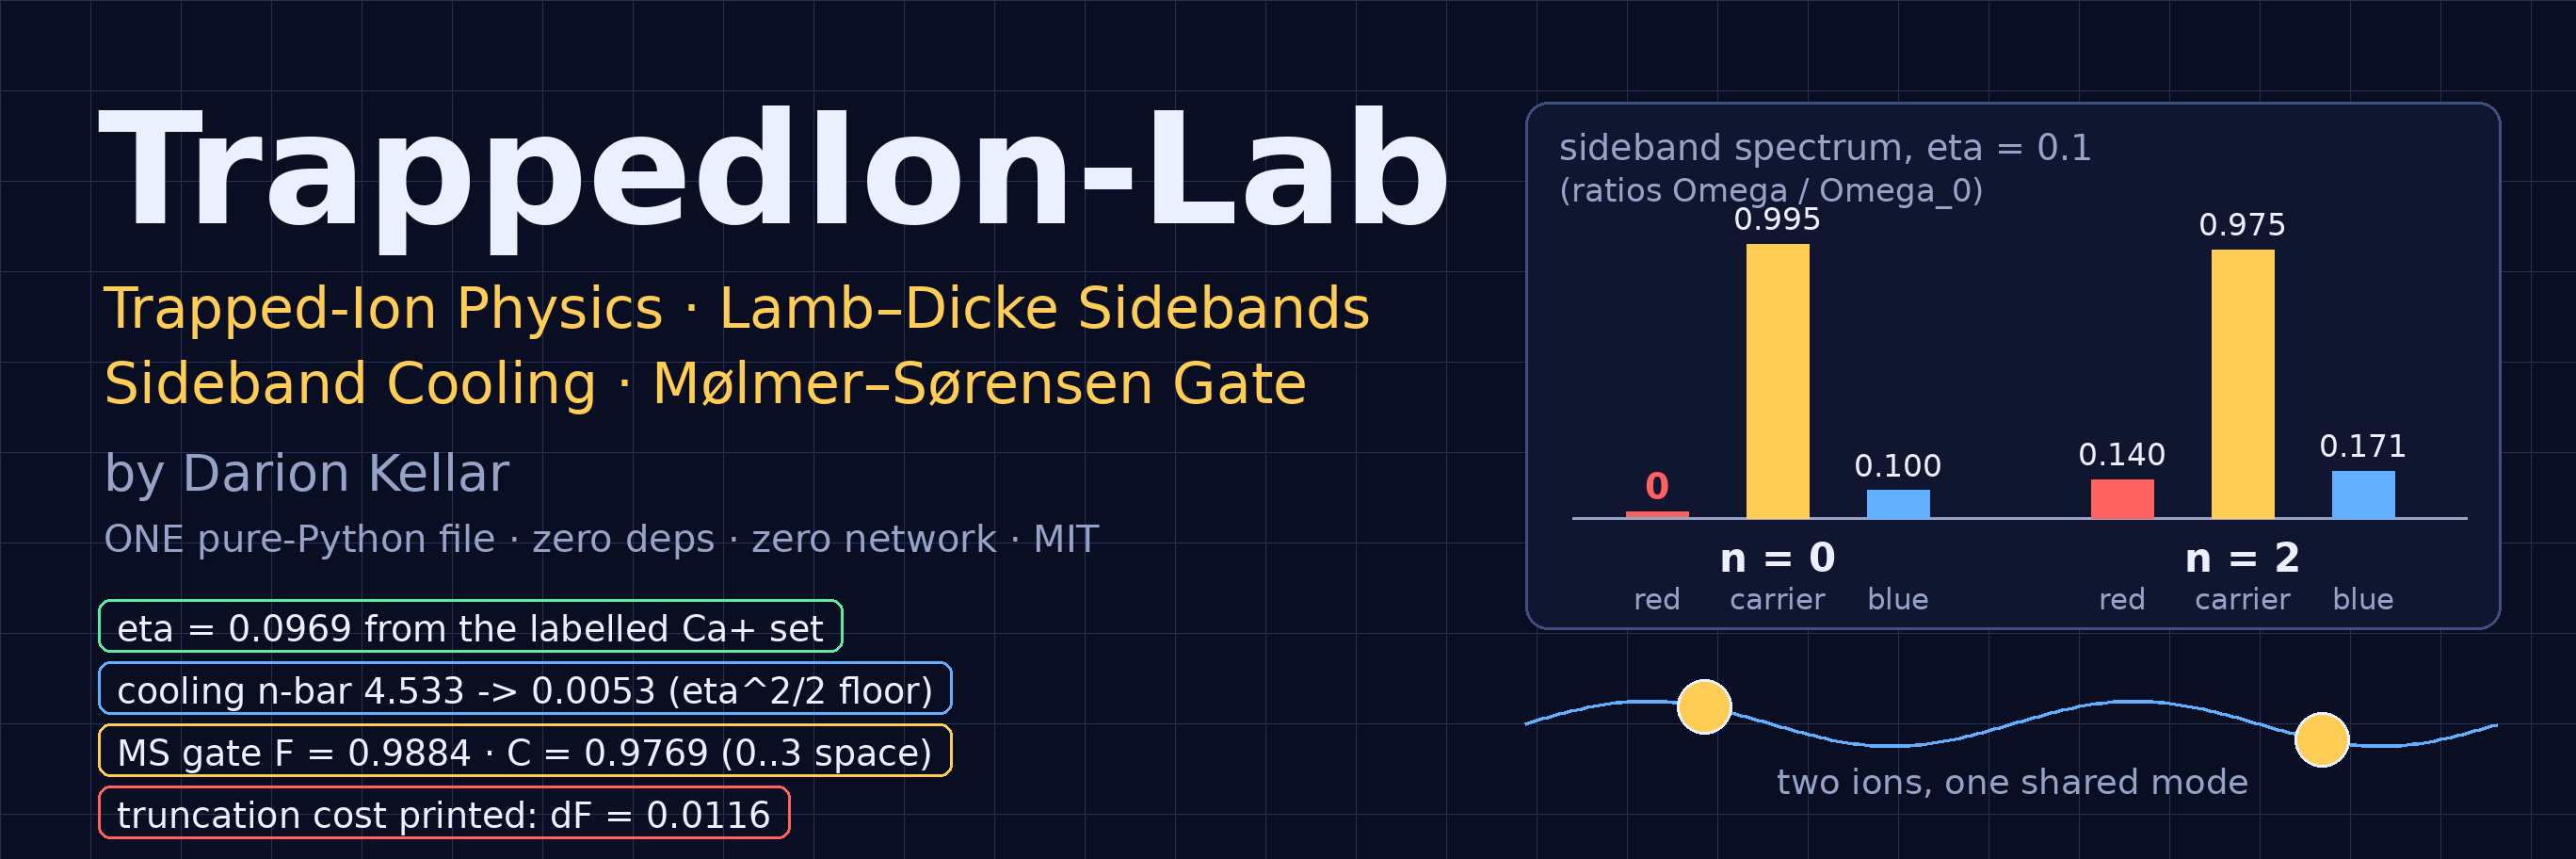 TrappedIon-Lab
Trapped-Ion Physics · Lamb–Dicke Sidebands
Sideband Cooling · Mølmer–Sørensen Gate
by Darion Kellar
ONE pure-Python file · zero deps · zero network · MIT
eta = 0.0969 from the labelled Ca+ set
cooling n-bar 4.533 -> 0.0053 (eta^2/2 floor)
MS gate F = 0.9884 · C = 0.9769 (0..3 space)
truncation cost printed: dF = 0.0116
sideband spectrum, eta = 0.1
(ratios Omega / Omega_0)
0 0.995 0.100 0.140 0.975 0.171
n = 0 n = 2
red carrier blue red carrier blue
two ions, one shared mode